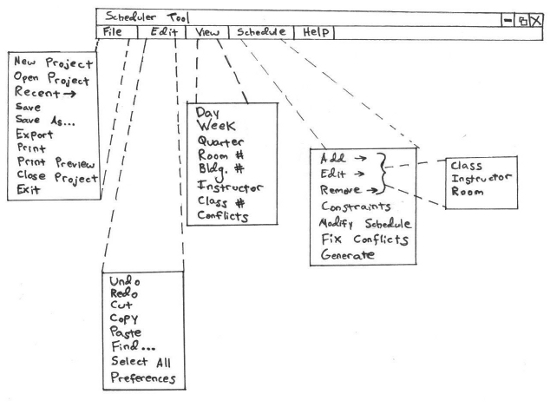 Scheduler Tool
File Edit View Schedule Help
New Project
Open Project
Recent →
Save
Save As...
Export
Print
Print Preview
Close Project
Exit
Undo
Redo
Cut
Copy
Paste
Find...
Select All
Preferences
Day
Week
Quarter
Room #
Bldg. #
Instructor
Class #
Conflicts
Add →
Edit →
Remove →
Constraints
Modify Schedule
Fix Conflicts
Generate
Class
Instructor
Room